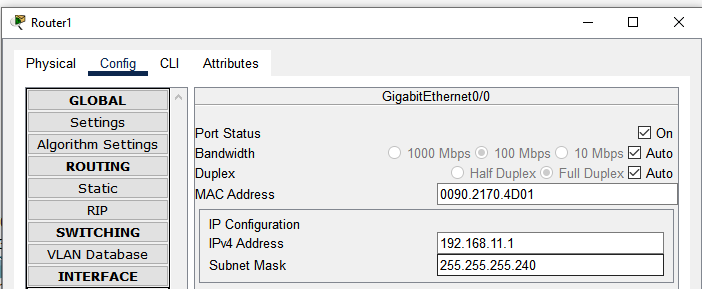 Router1
Physical Config CLI Attributes
GLOBAL
Settings
Algorithm Settings
ROUTING
Static
RIP
SWITCHING
VLAN Database
INTERFACE
GigabitEthernet0/0
Port Status On
Bandwidth 1000 Mbps 100 Mbps 10 Mbps Auto
Duplex Half Duplex Full Duplex Auto
MAC Address 0090.2170.4D01
IP Configuration
IPv4 Address 192.168.11.1
Subnet Mask 255.255.255.240